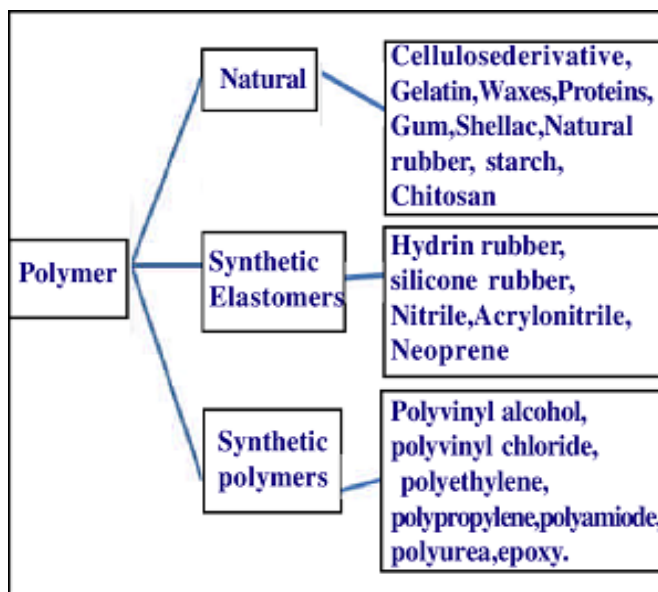 Polymer
Natural
Cellulosederivative,
Gelatin,Waxes,Proteins,
Gum,Shellac,Natural
rubber, starch,
Chitosan
Synthetic
Elastomers
Hydrin rubber,
silicone rubber,
Nitrile,Acrylonitrile,
Neoprene
Synthetic
polymers
Polyvinyl alcohol,
polyvinyl chloride,
polyethylene,
polypropylene,polyamiode,
polyurea,epoxy.